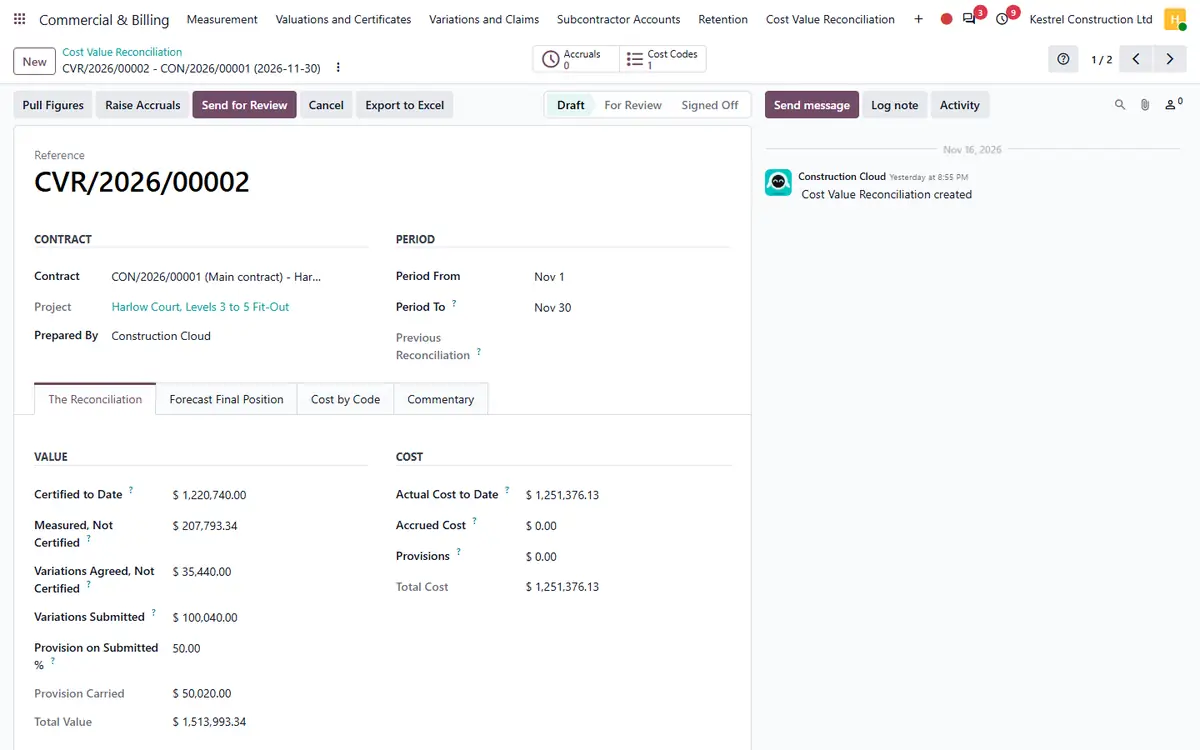 Commercial & Billing Measurement Valuations and Certificates Variations and Claims Subcontractor Accounts Retention Cost Value Reconciliation + 3 9 Kestrel Construction Ltd H
New
Cost Value Reconciliation
CVR/2026/00002 - CON/2026/00001 (2026-11-30)
Accruals
0
Cost Codes
1
1 / 2
Pull Figures Raise Accruals Send for Review Cancel Export to Excel Draft For Review Signed Off
Send message Log note Activity 0
Nov 16, 2026
Construction Cloud Yesterday at 8:55 PM
Cost Value Reconciliation created
Reference
CVR/2026/00002
CONTRACT
Contract CON/2026/00001 (Main contract) - Har...
Project Harlow Court, Levels 3 to 5 Fit-Out
Prepared By Construction Cloud
PERIOD
Period From Nov 1
Period To ? Nov 30
Previous
Reconciliation ?
The Reconciliation Forecast Final Position Cost by Code Commentary
VALUE
Certified to Date ? $ 1,220,740.00
Measured, Not
Certified ? $ 207,793.34
Variations Agreed, Not
Certified ? $ 35,440.00
Variations Submitted ? $ 100,040.00
Provision on Submitted
% ? 50.00
Provision Carried $ 50,020.00
Total Value $ 1,513,993.34
COST
Actual Cost to Date ? $ 1,251,376.13
Accrued Cost ? $ 0.00
Provisions ? $ 0.00
Total Cost $ 1,251,376.13